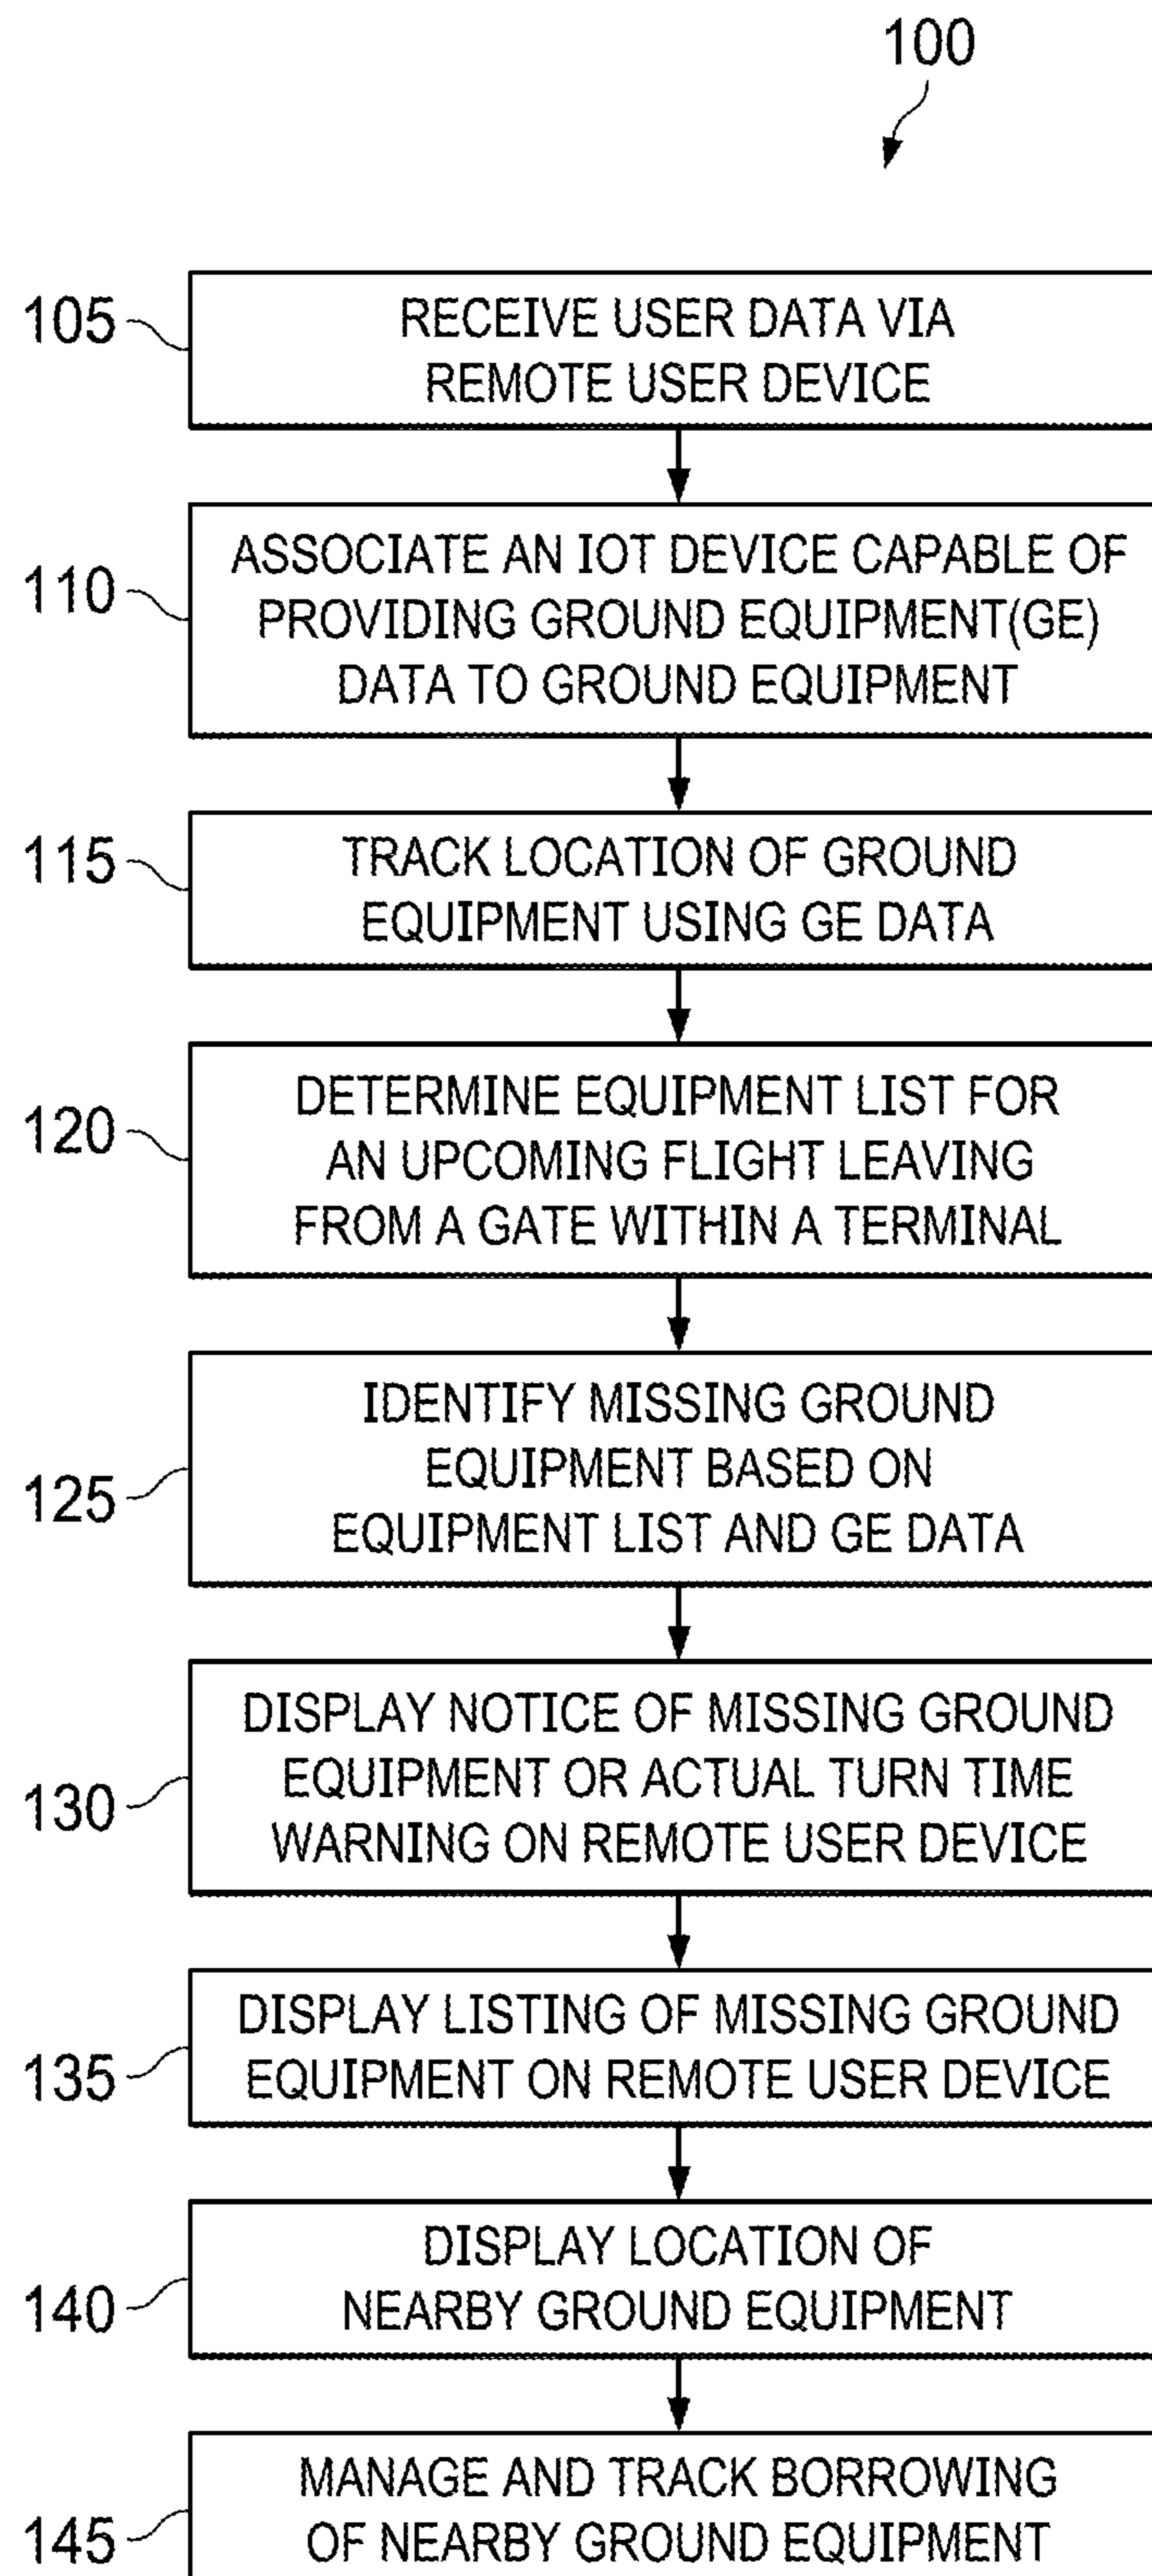 100
105
RECEIVE USER DATA VIA
REMOTE USER DEVICE
110
ASSOCIATE AN IOT DEVICE CAPABLE OF
PROVIDING GROUND EQUIPMENT(GE)
DATA TO GROUND EQUIPMENT
115
TRACK LOCATION OF GROUND
EQUIPMENT USING GE DATA
120
DETERMINE EQUIPMENT LIST FOR
AN UPCOMING FLIGHT LEAVING
FROM A GATE WITHIN A TERMINAL
125
IDENTIFY MISSING GROUND
EQUIPMENT BASED ON
EQUIPMENT LIST AND GE DATA
130
DISPLAY NOTICE OF MISSING GROUND
EQUIPMENT OR ACTUAL TURN TIME
WARNING ON REMOTE USER DEVICE
135
DISPLAY LISTING OF MISSING GROUND
EQUIPMENT ON REMOTE USER DEVICE
140
DISPLAY LOCATION OF
NEARBY GROUND EQUIPMENT
145
MANAGE AND TRACK BORROWING
OF NEARBY GROUND EQUIPMENT